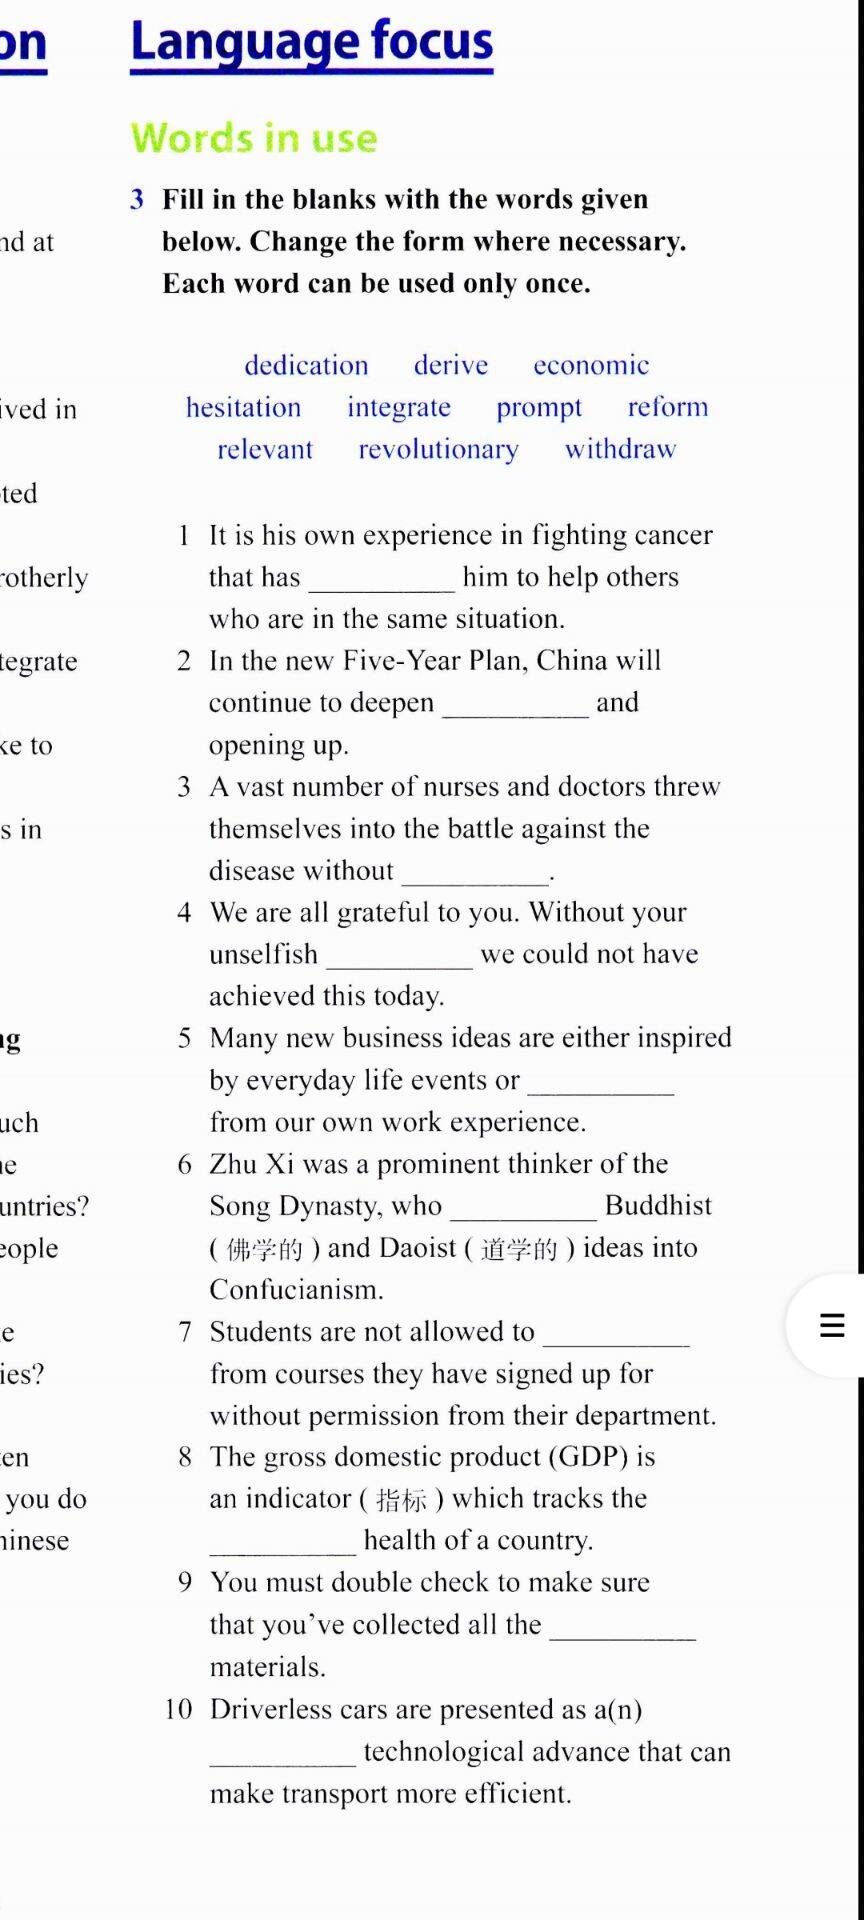 on
Language focus
Words in use
3 Fill in the blanks with the words given
below. Change the form where necessary.
Each word can be used only once.
dedication derive economic
hesitation integrate prompt reform
relevant revolutionary withdraw
1 It is his own experience in fighting cancer
that has __________ him to help others
who are in the same situation.
2 In the new Five-Year Plan, China will
continue to deepen __________ and
opening up.
3 A vast number of nurses and doctors threw
themselves into the battle against the
disease without __________.
4 We are all grateful to you. Without your
unselfish __________ we could not have
achieved this today.
5 Many new business ideas are either inspired
by everyday life events or __________
from our own work experience.
6 Zhu Xi was a prominent thinker of the
Song Dynasty, who __________ Buddhist
( 佛学的 ) and Daoist ( 道学的 ) ideas into
Confucianism.
7 Students are not allowed to __________
from courses they have signed up for
without permission from their department.
8 The gross domestic product (GDP) is
an indicator ( 指标 ) which tracks the
__________ health of a country.
9 You must double check to make sure
that you’ve collected all the __________
materials.
10 Driverless cars are presented as a(n)
__________ technological advance that can
make transport more efficient.
nd at
ived in
ted
rotherly
tegrate
ke to
s in
ng
uch
ne
untries?
eople
e
ies?
en
you do
hinese